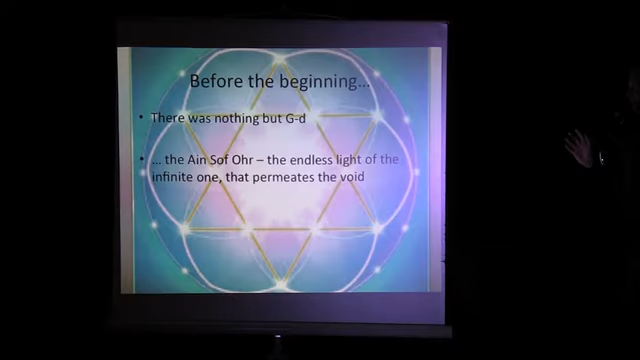 Before the beginning...
• There was nothing but G-d
• ... the Ain Sof Ohr – the endless light of the
infinite one, that permeates the void